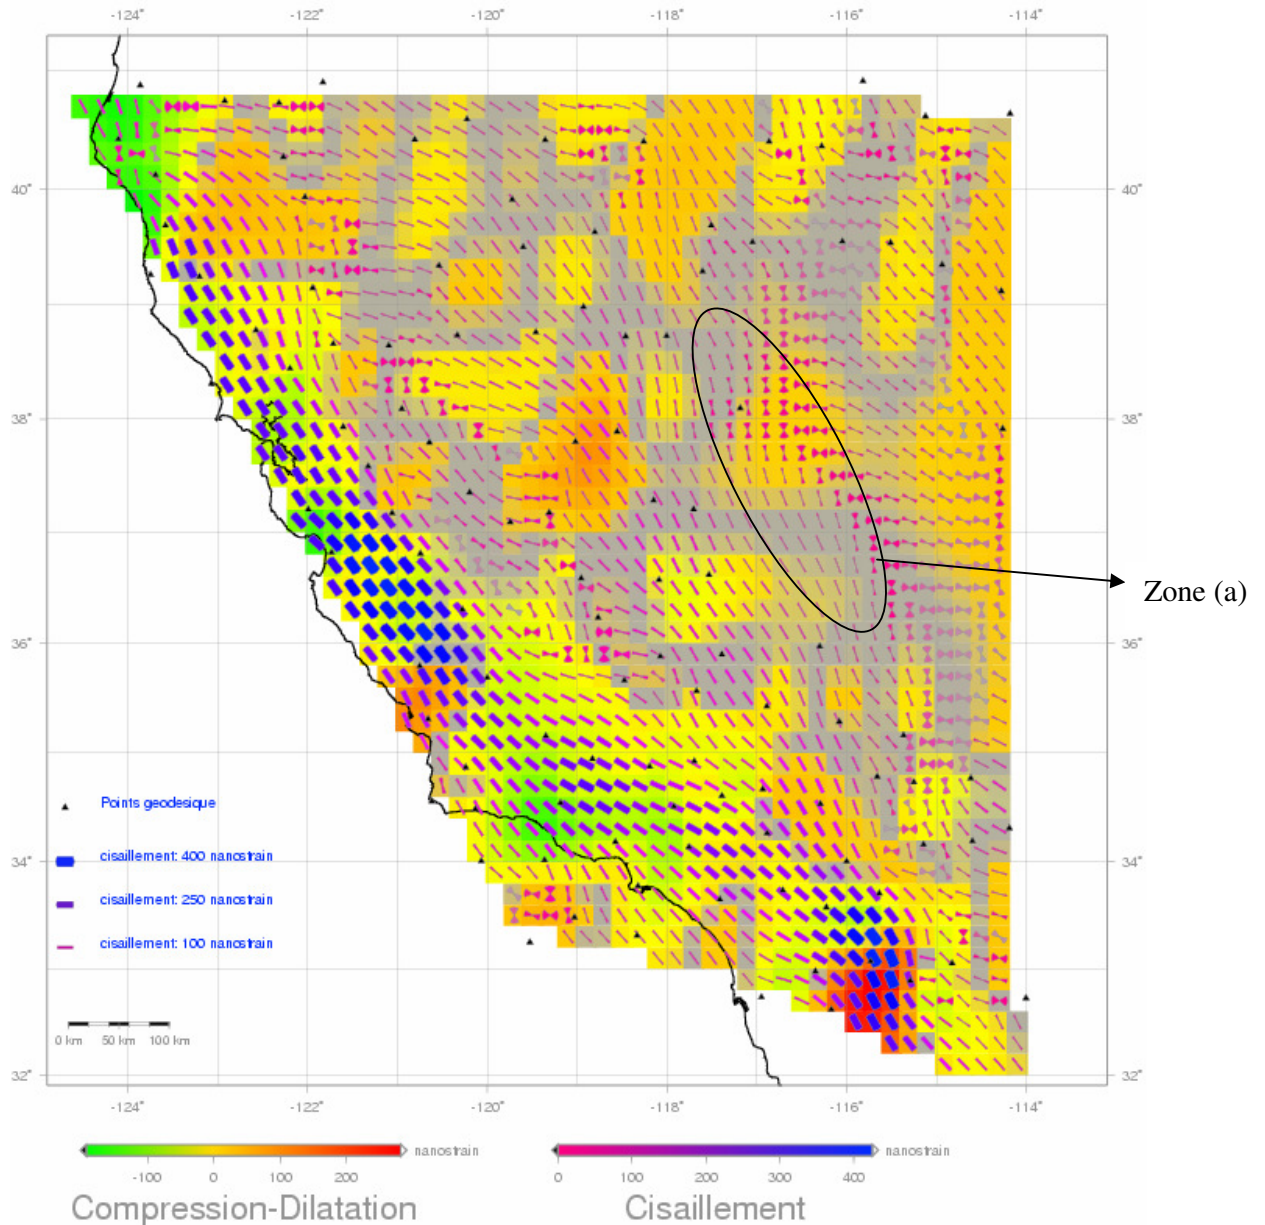 -124° -122° -120° -118° -116° -114°
40° 40°
38° 38°
Zone (a)
36° 36°
Points geodesique
cisaillement: 400 nanostrain
34° 34°
cisaillement: 250 nanostrain
cisaillement: 100 nanostrain
0 km 50 km 100 km
32° 32°
-124° -122° -120° -118° -116° -114°
nanostrain nanostrain
-100 0 100 200 0 100 200 300 400
Compression-Dilatation Cisaillement